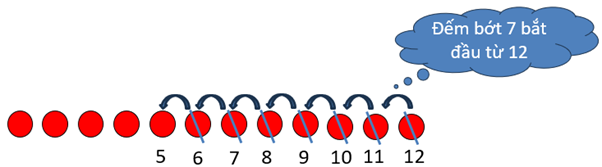 Đếm bớt 7 bắt
đầu từ 12
5 6 7 8 9 10 11 12